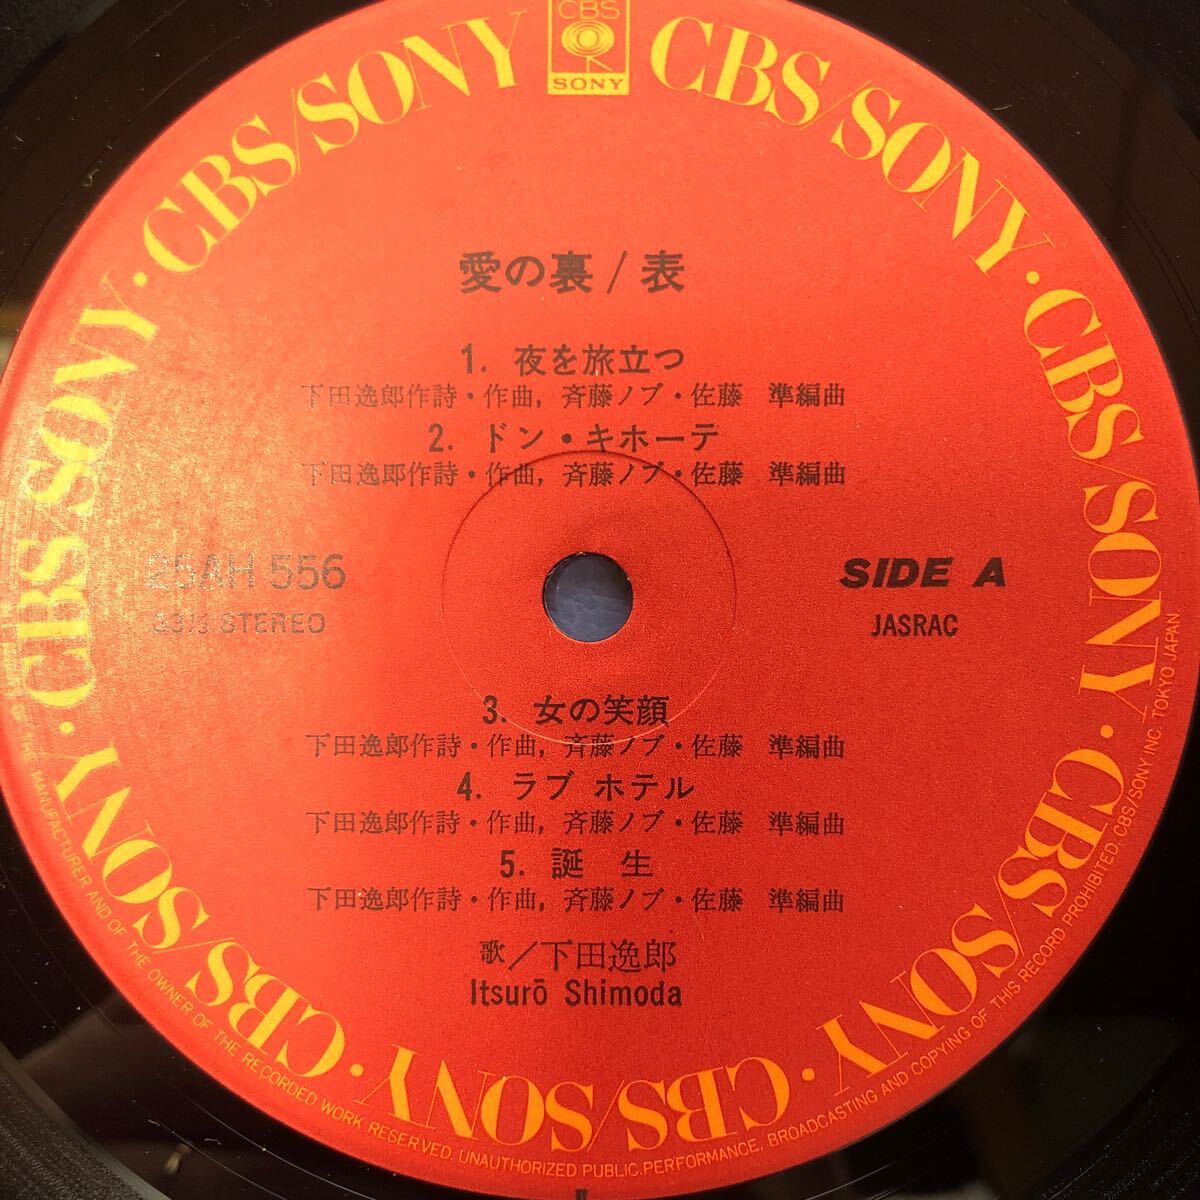 CBS
SONY
CBS/SONY · CBS/SONY · CBS/SONY · CBS/SONY · CBS/SONY · CBS/SONY · CBS/SONY · CBS/SONY
愛の裏/表
1. 夜を旅立つ
下田逸郎作詩・作曲, 斉藤ノブ・佐藤 準編曲
2. ドン・キホーテ
下田逸郎作詩・作曲, 斉藤ノブ・佐藤 準編曲
25AH 556
33⅓ STEREO
SIDE A
JASRAC
3. 女の笑顔
下田逸郎作詩・作曲, 斉藤ノブ・佐藤 準編曲
4. ラブ ホテル
下田逸郎作詩・作曲, 斉藤ノブ・佐藤 準編曲
5. 誕 生
下田逸郎作詩・作曲, 斉藤ノブ・佐藤 準編曲
歌/下田逸郎
Itsurō Shimoda
OF THE MANUFACTURER AND OF THE OWNER OF THE RECORDED WORK RESERVED. UNAUTHORIZED PUBLIC PERFORMANCE, BROADCASTING AND COPYING OF THIS RECORD PROHIBITED. CBS/SONY INC. TOKYO JAPAN